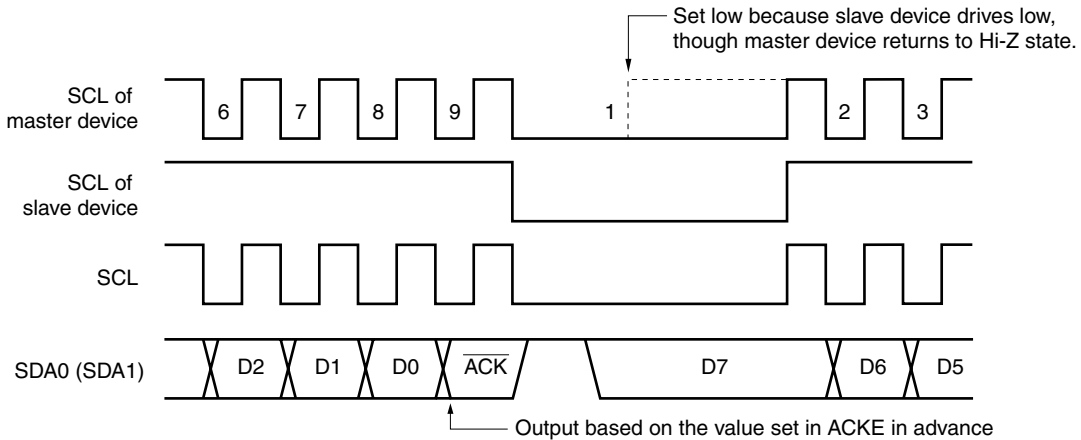 Set low because slave device drives low,
though master device returns to Hi-Z state.
SCL of
master device
6 7 8 9 1 2 3
SCL of
slave device
SCL
SDA0 (SDA1)
D2 D1 D0 ACK D7 D6 D5
Output based on the value set in ACKE in advance